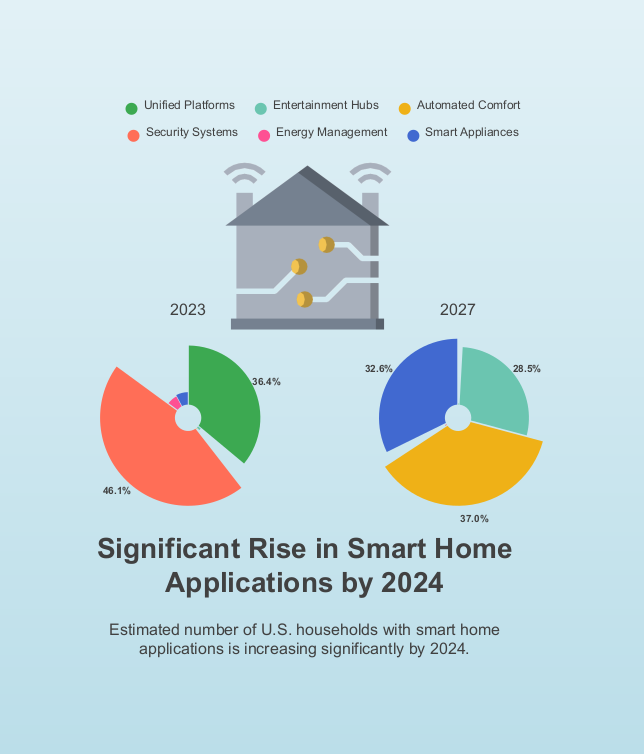 Unified Platforms
Entertainment Hubs
Automated Comfort
Security Systems
Energy Management
Smart Appliances
2023
2027
36.4%
46.1%
32.6%
28.5%
37.0%
Significant Rise in Smart Home
Applications by 2024
Estimated number of U.S. households with smart home
applications is increasing significantly by 2024.